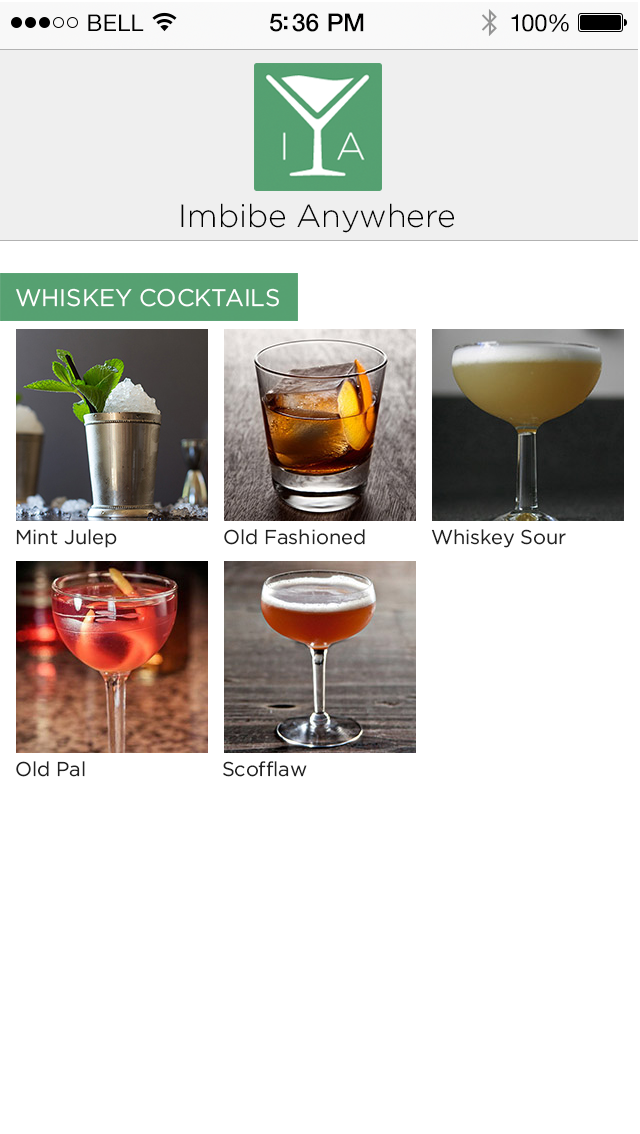 BELL 5:36 PM 100%
I A
Imbibe Anywhere
WHISKEY COCKTAILS
Mint Julep Old Fashioned Whiskey Sour
Old Pal Scofflaw